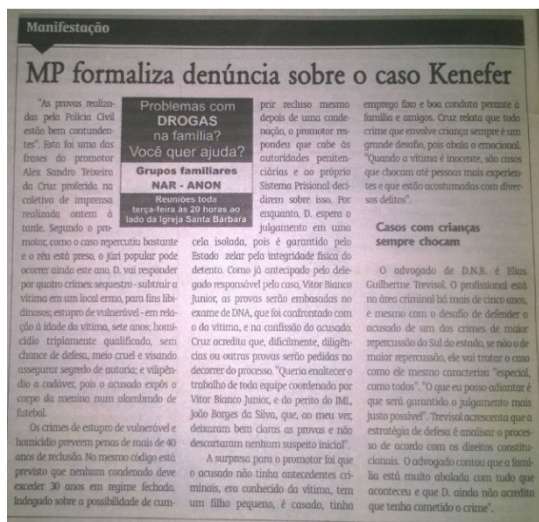 Manifestação
MP formaliza denúncia sobre o caso Kenefer
"As provas realiza-
das pela Polícia Civil
estão bem contunden-
tes". Esta foi uma das
frases do promotor
Alex Sandro Teixeira
da Cruz proferida na
coletiva de imprensa
realizada ontem à
tarde. Segundo o pro-
motor, como o caso repercutiu bastante
e o réu está preso, o júri popular pode
ocorrer ainda este ano. D. vai responder
por quatro crimes: sequestro - subtrair a
vítima em um local ermo, para fins libi-
dinosos; estupro de vulnerável - em rela-
ção à idade da vítima, sete anos; homi-
cídio triplamente qualificado, sem
chance de defesa, meio cruel e visando
assegurar segredo de autoria; e vilipên-
dio a cadáver, pois o acusado expôs o
corpo da menino num alambrado de
futebol.
Os crimes de estupro de vulnerável e
homicídio preveem penas de mais de 40
anos de reclusão. No mesmo código está
previsto que nenhum condenado deve
exceder 30 anos em regime fechado.
Indagado sobre a possibilidade de cum-
Problemas com
DROGAS
na família?
Você quer ajuda?
Grupos familiares
NAR - ANON
Reuniões toda
terça-feira às 20 horas ao
lado da Igreja Santa Bárbara
prir recluso mesmo
depois de uma conde-
nação, o promotor res-
pondeu que cabe às
autoridades peniten-
ciárias e ao próprio
Sistema Prisional deci-
direm sobre isso. Por
enquanto, D. espera o
julgamento em uma
cela isolada, pois é garantido pelo
Estado zelar pela integridade física do
detento. Como já antecipado pelo dele-
gado responsável pelo caso, Vitor Bianco
Junior, as provas serão embasadas no
exame de DNA, que foi confrontado com
o da vítima, e na confissão do acusado.
Cruz acredita que, dificilmente, diligên-
cias ou outras provas serão pedidas no
decorrer do processo. "Queria enaltecer o
trabalho de toda equipe coordenada por
Vitor Bianco Junior, e do perito do IML,
João Borges da Silva, que, ao meu ver,
deixaram bem claras as provas e não
descartaram nenhum suspeito inicial".
A surpresa para o promotor foi que
o acusado não tinha antecedentes cri-
minais, era conhecido da vítima, tem
um filho pequeno, é casado, tinha
emprego fixo e boa conduta perante à
família e amigos. Cruz relata que todo
crime que envolve criança sempre é um
grande desafio, pois abala o emocional.
"Quando a vítima é inocente, são casos
que chocam até pessoas mais experien-
tes e que estão acostumados com diver-
sos delitos".
Casos com crianças
sempre chocam
O advogado de D.N.B. é Elias
Guilherme Trevisol. O profissional está
na área criminal há mais de cinco anos,
e mesmo com o desafio de defender o
acusado de um dos crimes de maior
repercussão do Sul do estado, se não o de
maior repercussão, ele vai tratar o caso
como ele mesmo caracteriza "especial,
como todos". "O que eu posso adiantar é
que será garantido o julgamento mais
justo possível". Trevisol acrescenta que a
estratégia de defesa é analisar o proces-
so de acordo com os direitos constitu-
cionais. O advogado contou que a famí-
lia está muito abalada com tudo que
aconteceu e que D. ainda não acredita
que tenha cometido o crime".